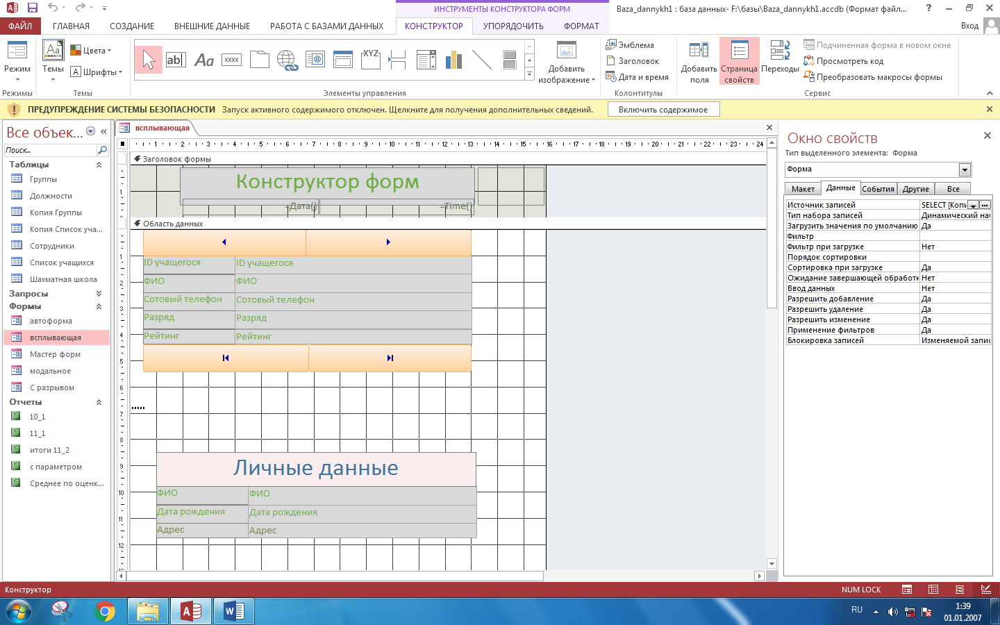 ИНСТРУМЕНТЫ КОНСТРУКТОРА ФОРМ
Baza_dannykh1 : база данных- F:\базы\Baza_dannykh1.accdb (Формат файл...
ФАЙЛ ГЛАВНАЯ СОЗДАНИЕ ВНЕШНИЕ ДАННЫЕ РАБОТА С БАЗАМИ ДАННЫХ КОНСТРУКТОР УПОРЯДОЧИТЬ ФОРМАТ Вход
Режим
Режимы
Темы
Цвета
Шрифты
Темы
ab|
Aa
xxxx
XYZ
Элементы управления
Добавить
изображение
Эмблема
Заголовок
Дата и время
Колонтитулы
Добавить
поля
Страница
свойств
Переходы
Подчиненная форма в новом окне
Просмотреть код
Преобразовать макросы формы
Сервис
ПРЕДУПРЕЖДЕНИЕ СИСТЕМЫ БЕЗОПАСНОСТИ Запуск активного содержимого отключен. Щелкните для получения дополнительных сведений. Включить содержимое
Все объек...
Поиск...
Таблицы
Группы
Должности
Копия Группы
Копия Список уча...
Сотрудники
Список учащихся
Шахматная школа
Запросы
Формы
автоформа
всплывающая
Мастер форм
модальное
С разрывом
Отчеты
10_1
11_1
итоги 11_2
с параметром
Среднее по оценк...
всплывающая
1 2 3 4 5 6 7 8 9 10 11 12 13 14 15 16 17 18 19 20 21 22 23 24
Заголовок формы
1
Конструктор форм
=Дата() =Time()
Область данных
1
2
3
4
5
6
7
8
9
10
11
12
ID учащегося ID учащегося
ФИО ФИО
Сотовый телефон Сотовый телефон
Разряд Разряд
Рейтинг Рейтинг
Личные данные
ФИО ФИО
Дата рождения Дата рождения
Адрес Адрес
Окно свойств
Тип выделенного элемента: Форма
Форма
Макет Данные События Другие Все
Источник записей SELECT [Копи
Тип набора записей Динамический наб
Загрузить значения по умолчанию Да
Фильтр
Фильтр при загрузке Нет
Порядок сортировки
Сортировка при загрузке Да
Ожидание завершающей обработк Нет
Ввод данных Нет
Разрешить добавление Да
Разрешить удаление Да
Разрешить изменение Да
Применение фильтров Да
Блокировка записей Изменяемой запис
Конструктор NUM LOCK
RU
1:39
01.01.2007